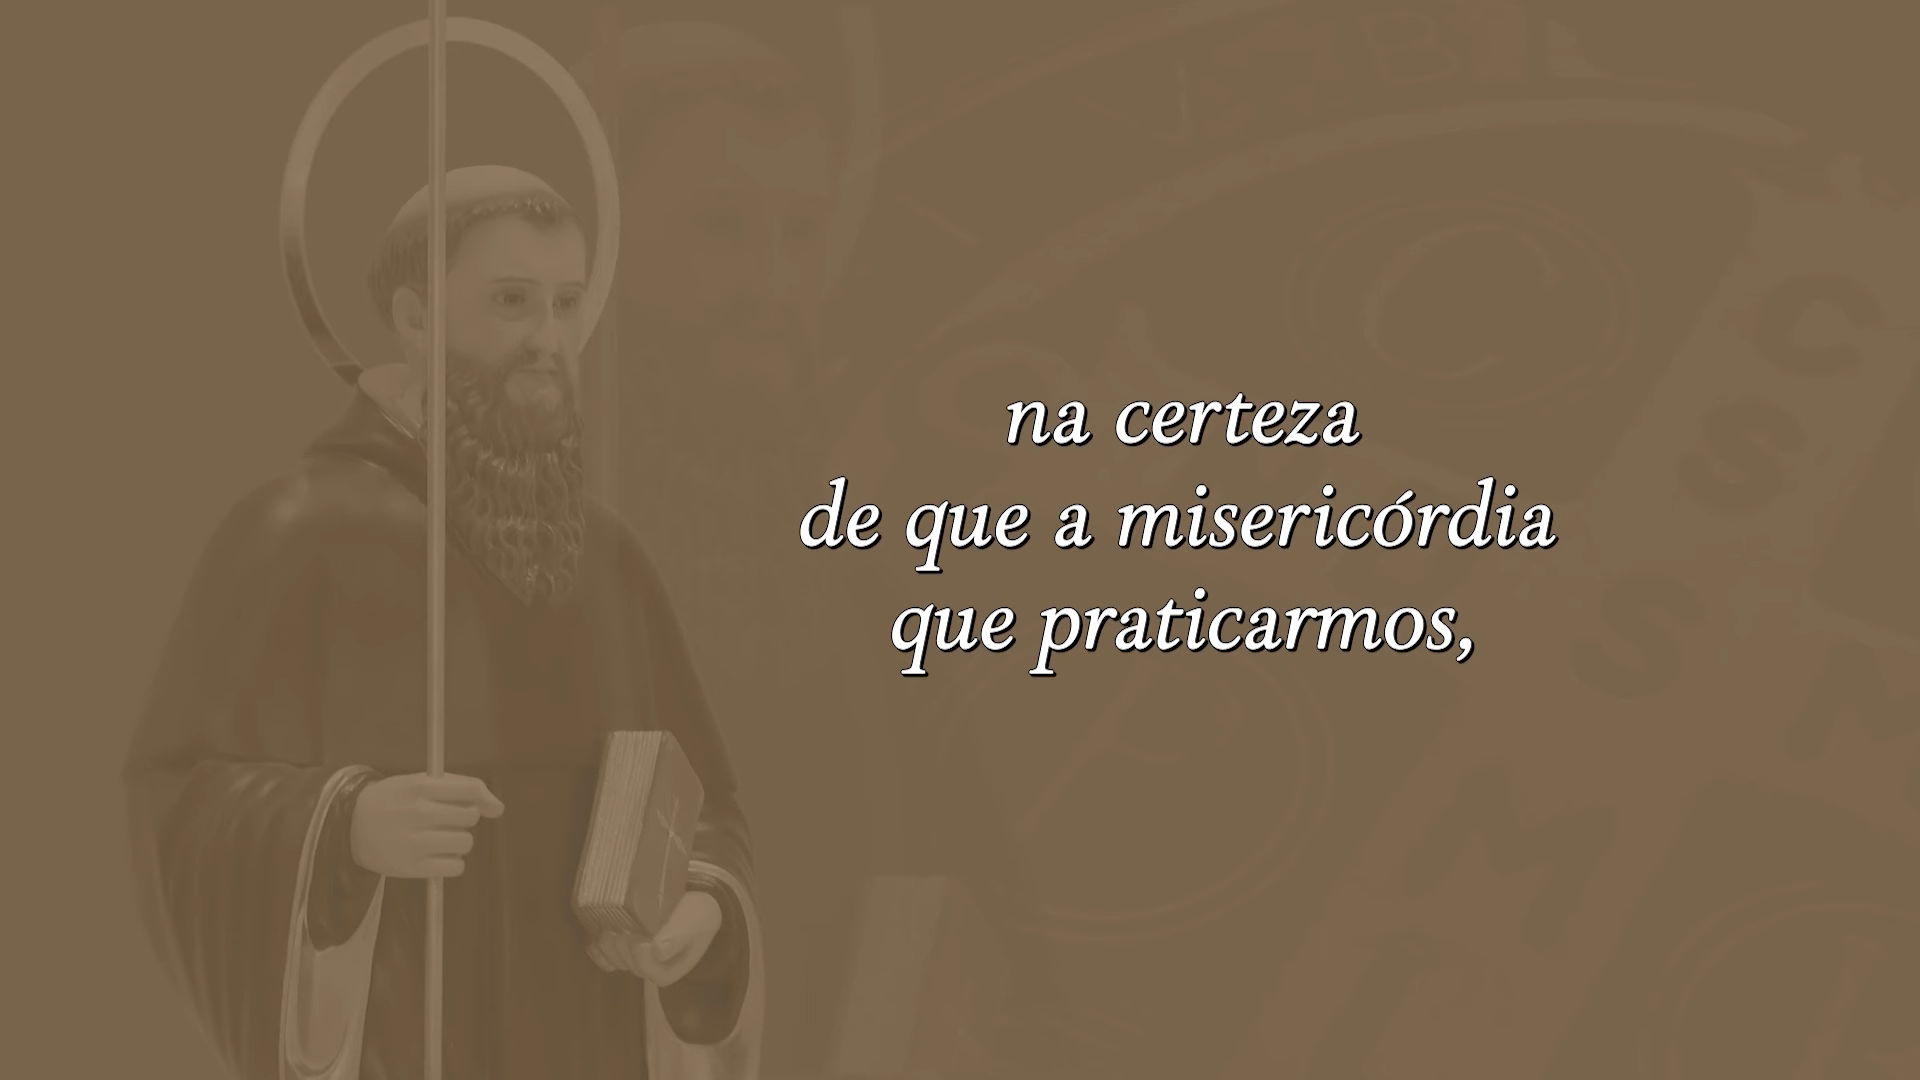 na certeza
de que a misericórdia
que praticarmos,